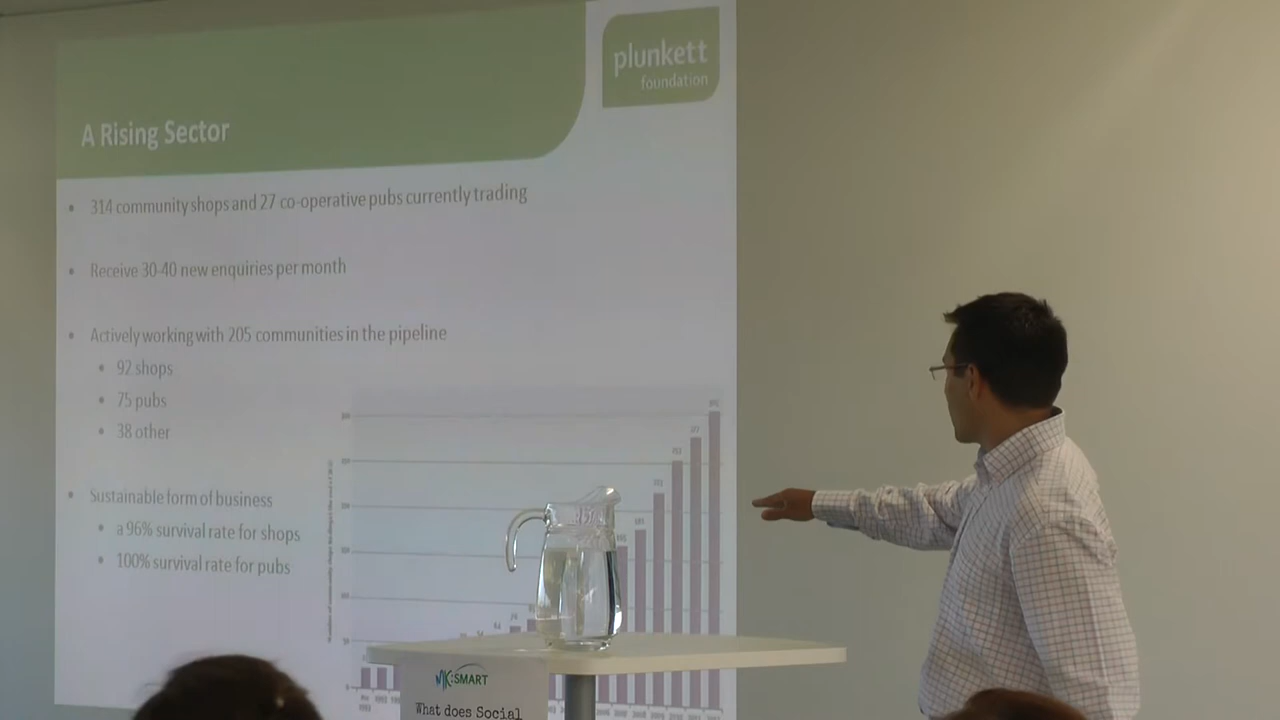 plunkett
foundation
A Rising Sector
314 community shops and 27 co-operative pubs currently trading
Receive 30-40 new enquiries per month
Actively working with 205 communities in the pipeline
92 shops
75 pubs
38 other
Sustainable form of business
a 96% survival rate for shops
100% survival rate for pubs
MK:SMART
What does Social